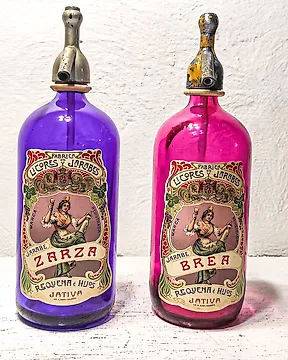 FABRICA
LICORES Y JARABES
JARABE
ZARZA
REQUENA É HIJOS
JATIVA
FABRICA
LICORES Y JARABES
JARABE
BREA
REQUENA É HIJOS
JATIVA